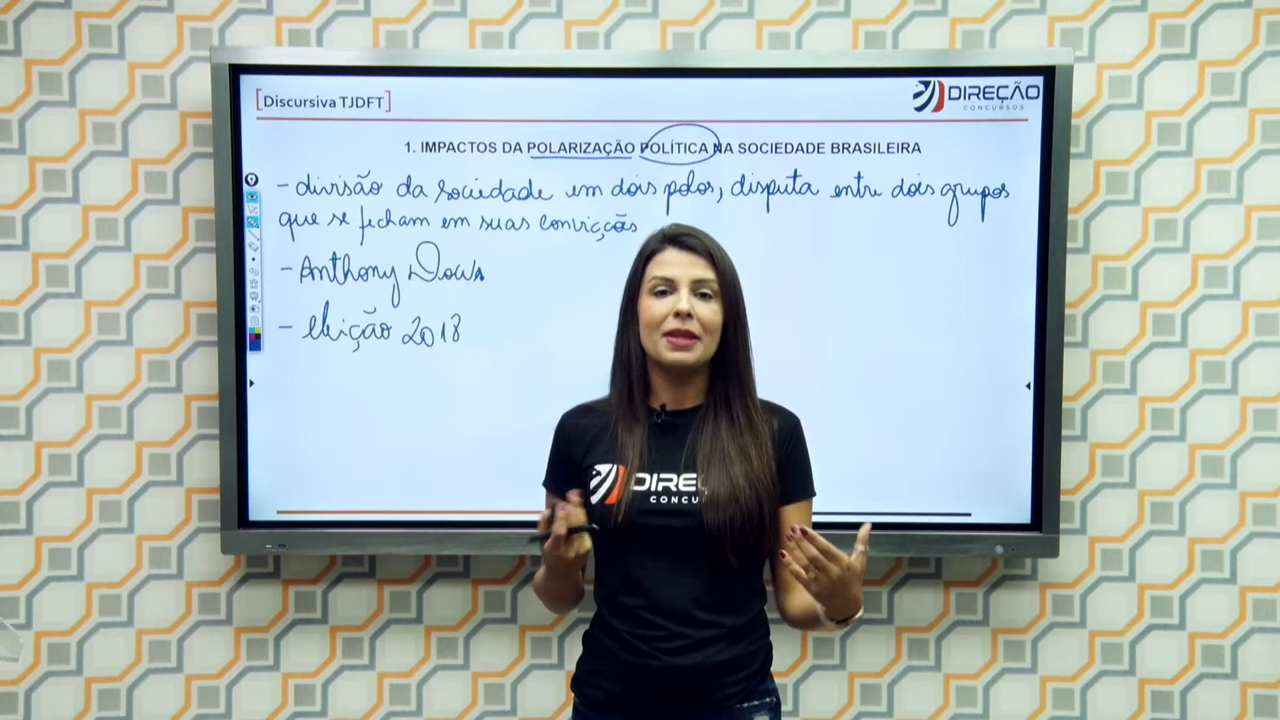 [Discursiva TJDFT]
DIREÇÃO
CONCURSOS
1. IMPACTOS DA POLARIZAÇÃO POLÍTICA NA SOCIEDADE BRASILEIRA
- divisão da sociedade em dois polos, disputa entre dois grupos
que se fecham em suas convicções
- Anthony Downs
- eleição 2018
DIREÇ
CONCU